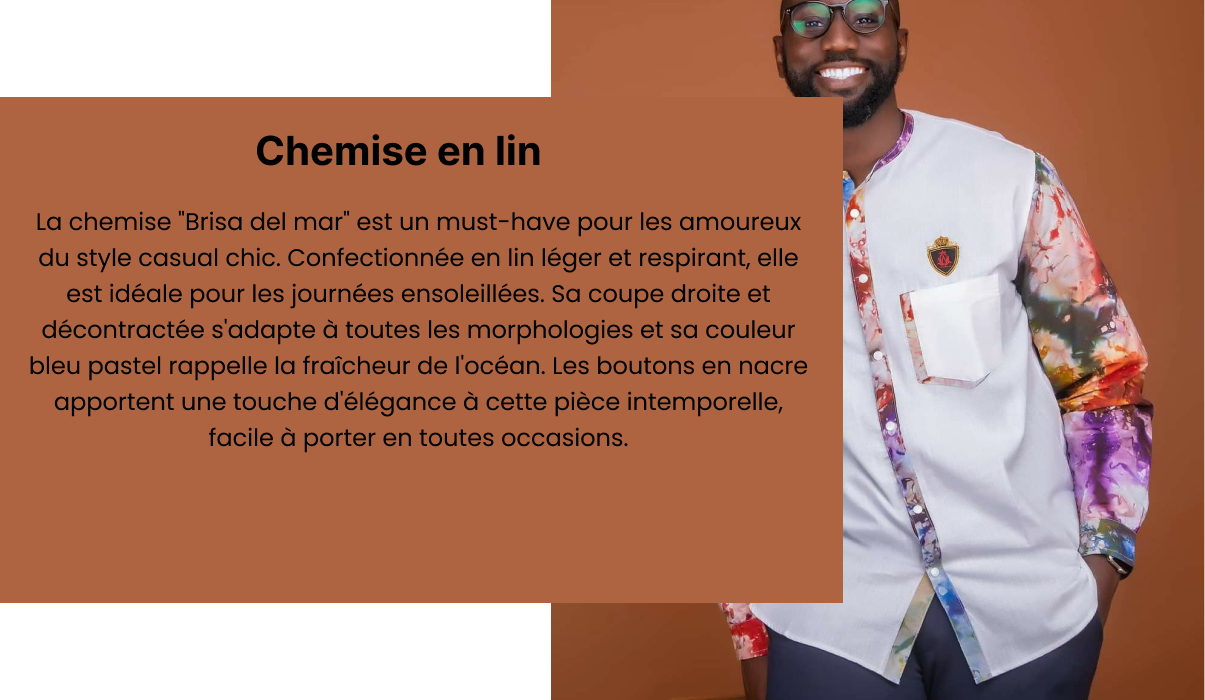 Chemise en lin
La chemise "Brisa del mar" est un must-have pour les amoureux
du style casual chic. Confectionnée en lin léger et respirant, elle
est idéale pour les journées ensoleillées. Sa coupe droite et
décontractée s'adapte à toutes les morphologies et sa couleur
bleu pastel rappelle la fraîcheur de l'océan. Les boutons en nacre
apportent une touche d'élégance à cette pièce intemporelle,
facile à porter en toutes occasions.